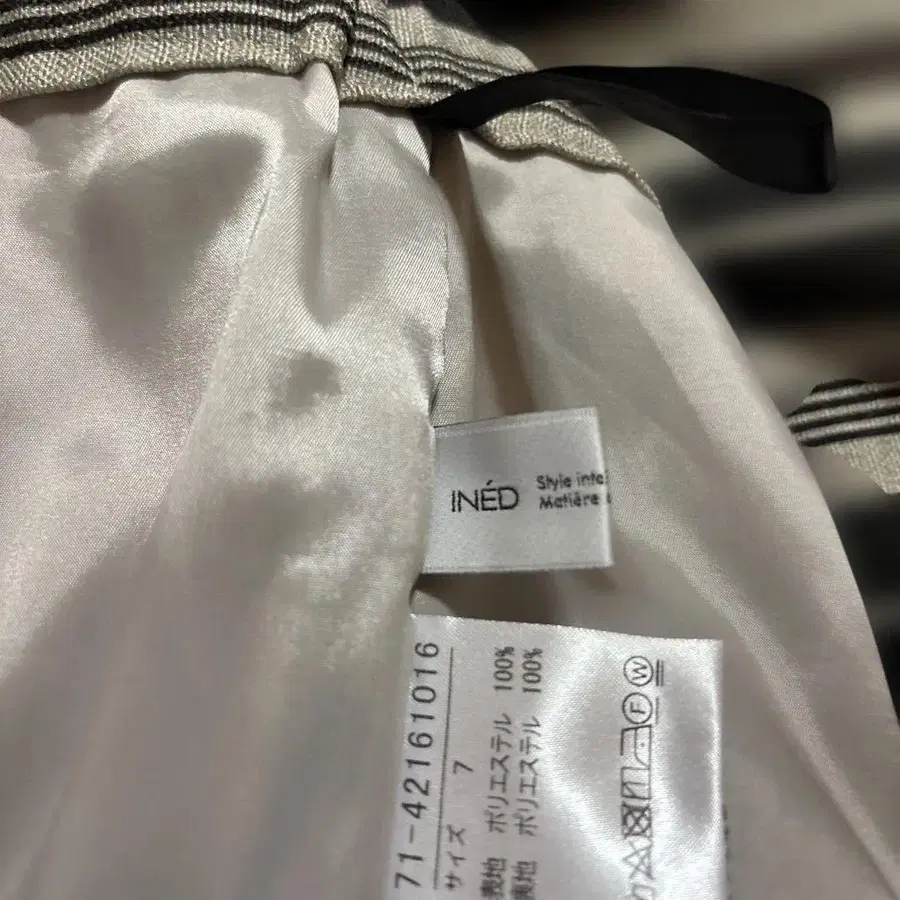 INÉD
Style inte
Matière
71-42161016
サイズ 7
表地 ポリエステル 100%
裏地 ポリエステル 100%
W
F